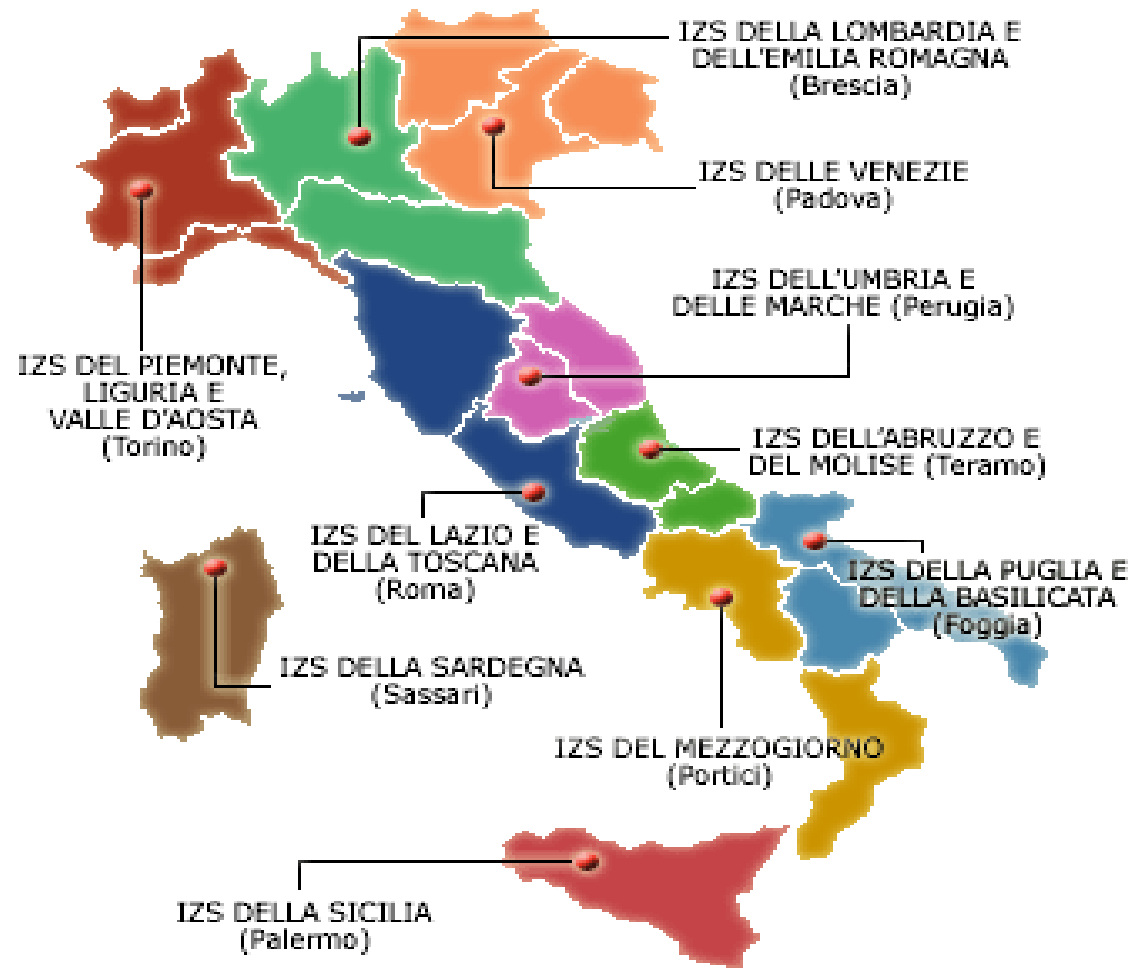 IZS DELLA LOMBARDIA E
DELL'EMILIA ROMAGNA
(Brescia)
IZS DELLE VENEZIE
(Padova)
IZS DELL'UMBRIA E
DELLE MARCHE (Perugia)
IZS DEL PIEMONTE,
LIGURIA E
VALLE D'AOSTA
(Torino)
IZS DELL'ABRUZZO E
DEL MOLISE (Teramo)
IZS DEL LAZIO E
DELLA TOSCANA
(Roma)
IZS DELLA PUGLIA E
DELLA BASILICATA
(Foggia)
IZS DELLA SARDEGNA
(Sassari)
IZS DEL MEZZOGIORNO
(Portici)
IZS DELLA SICILIA
(Palermo)